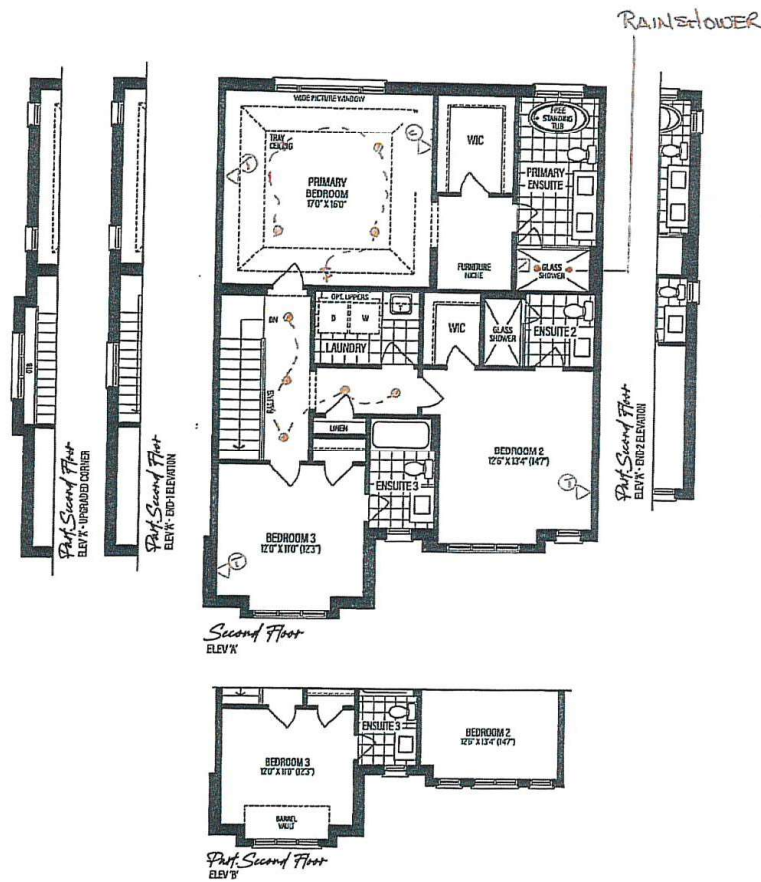 RAINSHOWER
WIDE PICTURE WINDOW
TRAY
CEILING
PRIMARY
BEDROOM
17'0" X 16'0"
WIC
FREE
STANDING
TUB
PRIMARY
ENSUITE
FURNITURE
NICHE
GLASS
SHOWER
DN
RAILING
OPT. UPPERS
D
W
LAUNDRY
WIC
GLASS
SHOWER
ENSUITE 2
LINEN
ENSUITE 3
BEDROOM 2
12'6" X 13'4" (14'7")
BEDROOM 3
12'0" X 11'0" (12'3")
T
T
T
Second Floor
ELEV 'A'
OTB
Part. Second Floor
ELEV 'A' - UPGRADED CORNER
Part. Second Floor
ELEV 'A' - END-1 ELEVATION
Part. Second Floor
ELEV 'A' - END-2 ELEVATION
BEDROOM 3
12'0" X 11'0" (12'3")
BARREL
VAULT
ENSUITE 3
BEDROOM 2
12'6" X 13'4" (14'7")
Part. Second Floor
ELEV 'B'